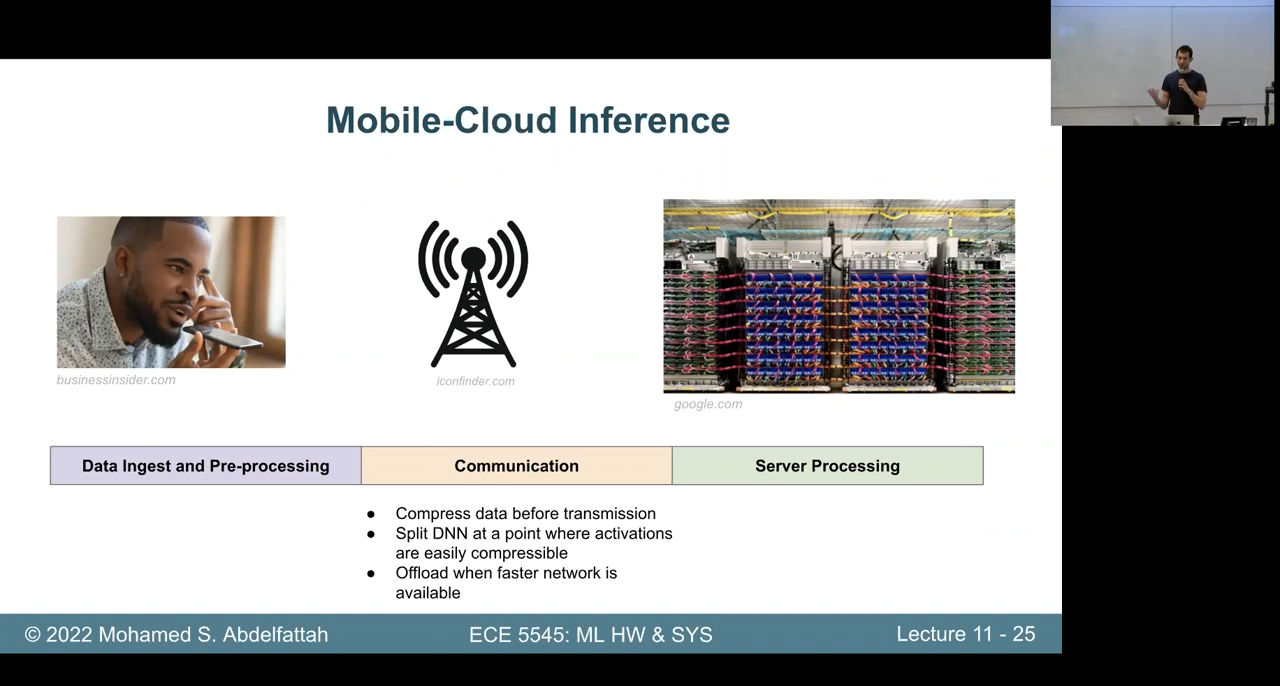 Mobile-Cloud Inference
businessinsider.com
iconfinder.com
google.com
Data Ingest and Pre-processing
Communication
Server Processing
● Compress data before transmission
● Split DNN at a point where activations
are easily compressible
● Offload when faster network is
available
© 2022 Mohamed S. Abdelfattah
ECE 5545: ML HW & SYS
Lecture 11 - 25